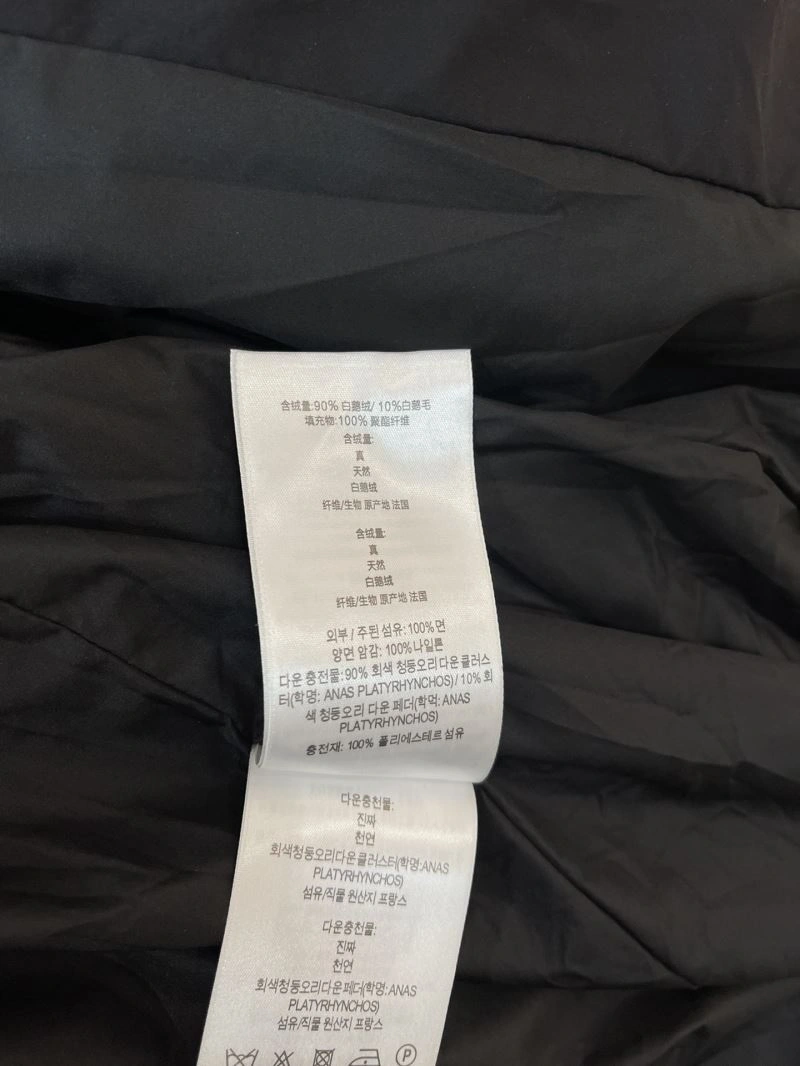 含绒量:90% 白鹅绒/ 10%白鹅毛
填充物:100% 聚酯纤维
含绒量:
真
天然
白鹅绒
纤维/生物 原产地 法国
含绒量:
真
天然
白鹅绒
纤维/生物 原产地 法国
외부 / 주된 섬유: 100% 면
양면 암감: 100% 나일론
다운 충전물: 90% 회색 청둥오리 다운 클러스
터(학명: ANAS PLATYRHYNCHOS) / 10% 회
색 청둥오리 다운 페더(학먹: ANAS
PLATYRHYNCHOS)
충전재: 100% 폴리에스테르 섬유
다운충천물:
진짜
천연
회색청둥오리다운클러스터(학명:ANAS
PLATYRHYNCHOS)
섬유/직물 원산지 프랑스
다운충천물:
진짜
천연
회색청둥오리다운페더(학명:ANAS
PLATYRHYNCHOS)
섬유/직물 원산지 프랑스
P